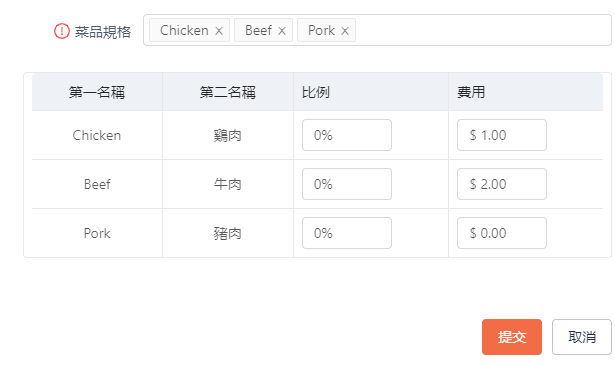 菜品規格 Chicken × Beef × Pork ×
第一名稱 第二名稱 比例 費用
Chicken 鷄肉 0% $ 1.00
Beef 牛肉 0% $ 2.00
Pork 豬肉 0% $ 0.00
提交 取消